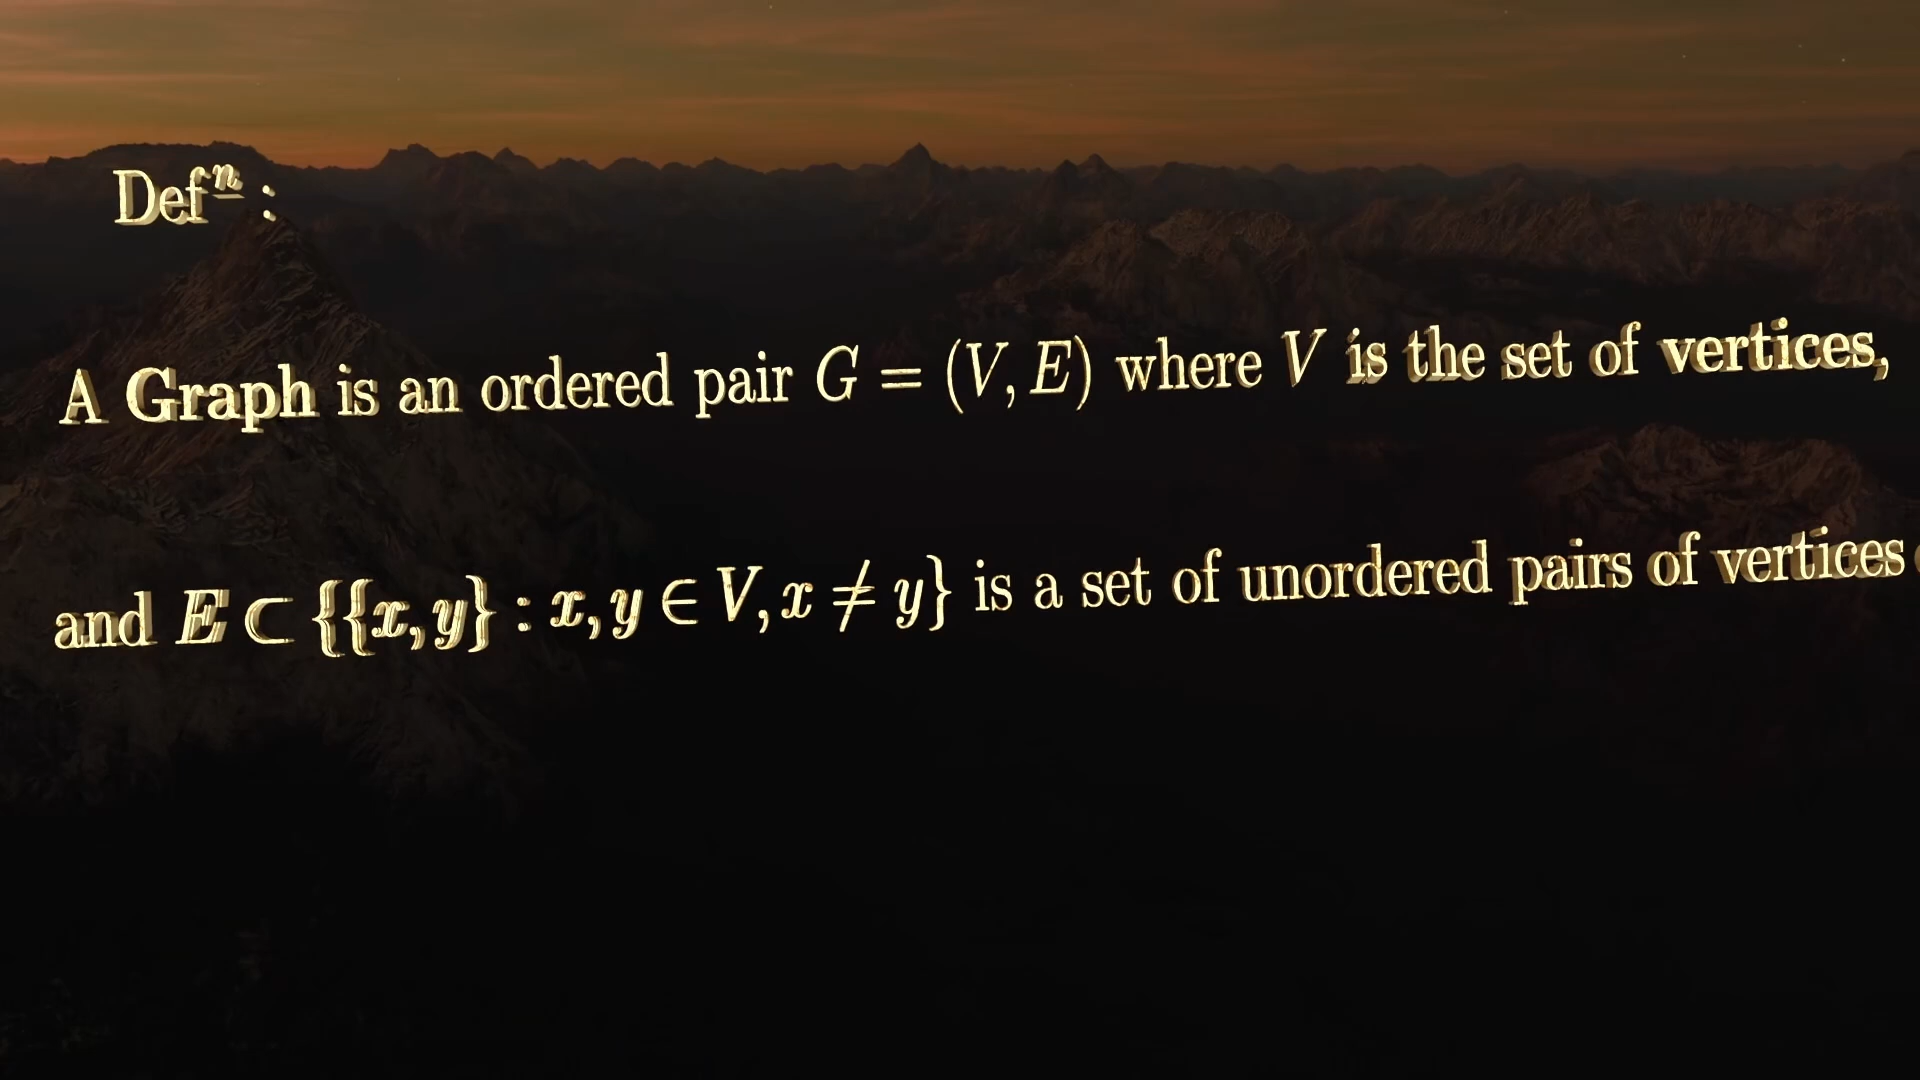 Defⁿ :
A Graph is an ordered pair G = (V, E) where V is the set of vertices,
and E ⊂ {{x, y} : x, y ∈ V, x ≠ y} is a set of unordered pairs of vertices